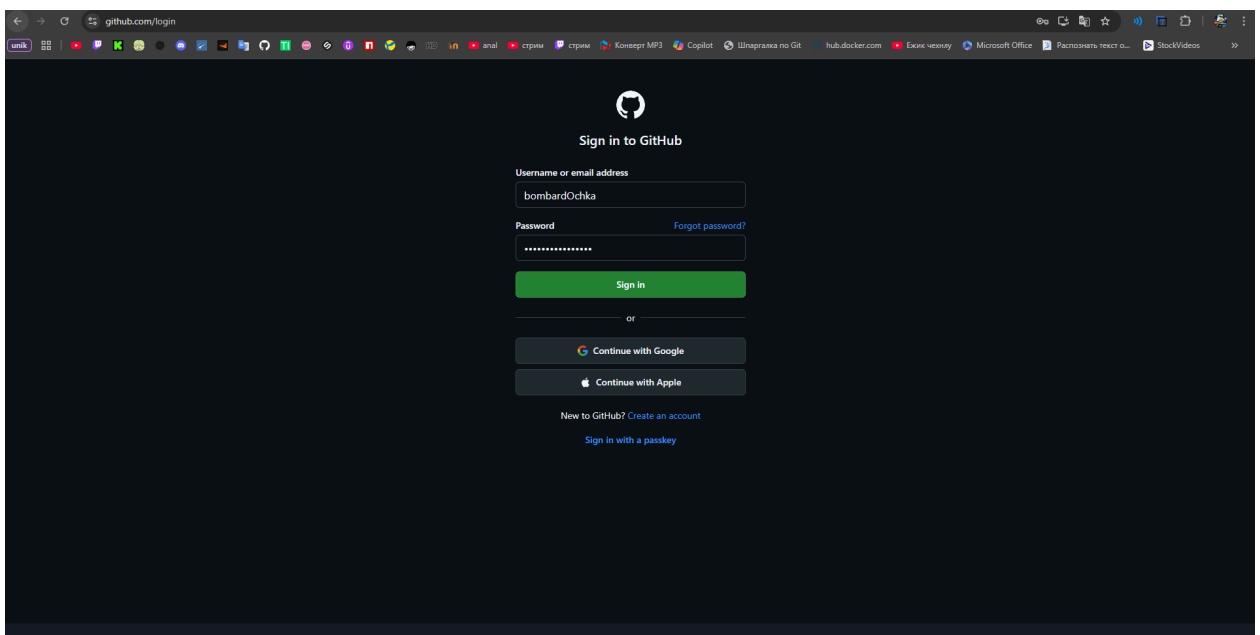 github.com/login
unik anal стрим стрим Конверт MP3 Copilot Шпаргалка по Git hub.docker.com Ежик чехилу Microsoft Office Распознать текст о... StockVideos »
Sign in to GitHub
Username or email address
bombardOchka
Password Forgot password?
Sign in
or
Continue with Google
Continue with Apple
New to GitHub? Create an account
Sign in with a passkey